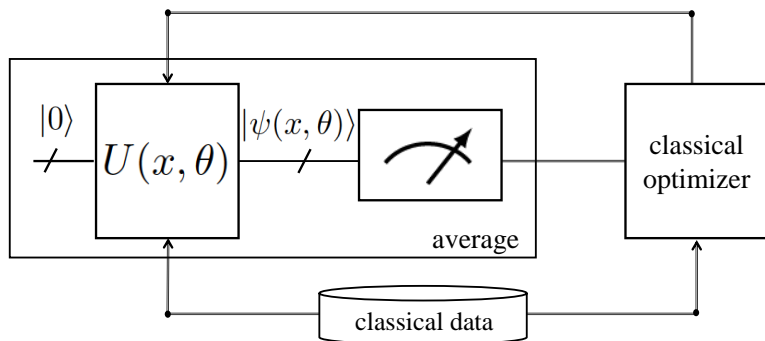 |0⟩
U(x, θ)
|ψ(x, θ)⟩
average
classical
optimizer
classical data